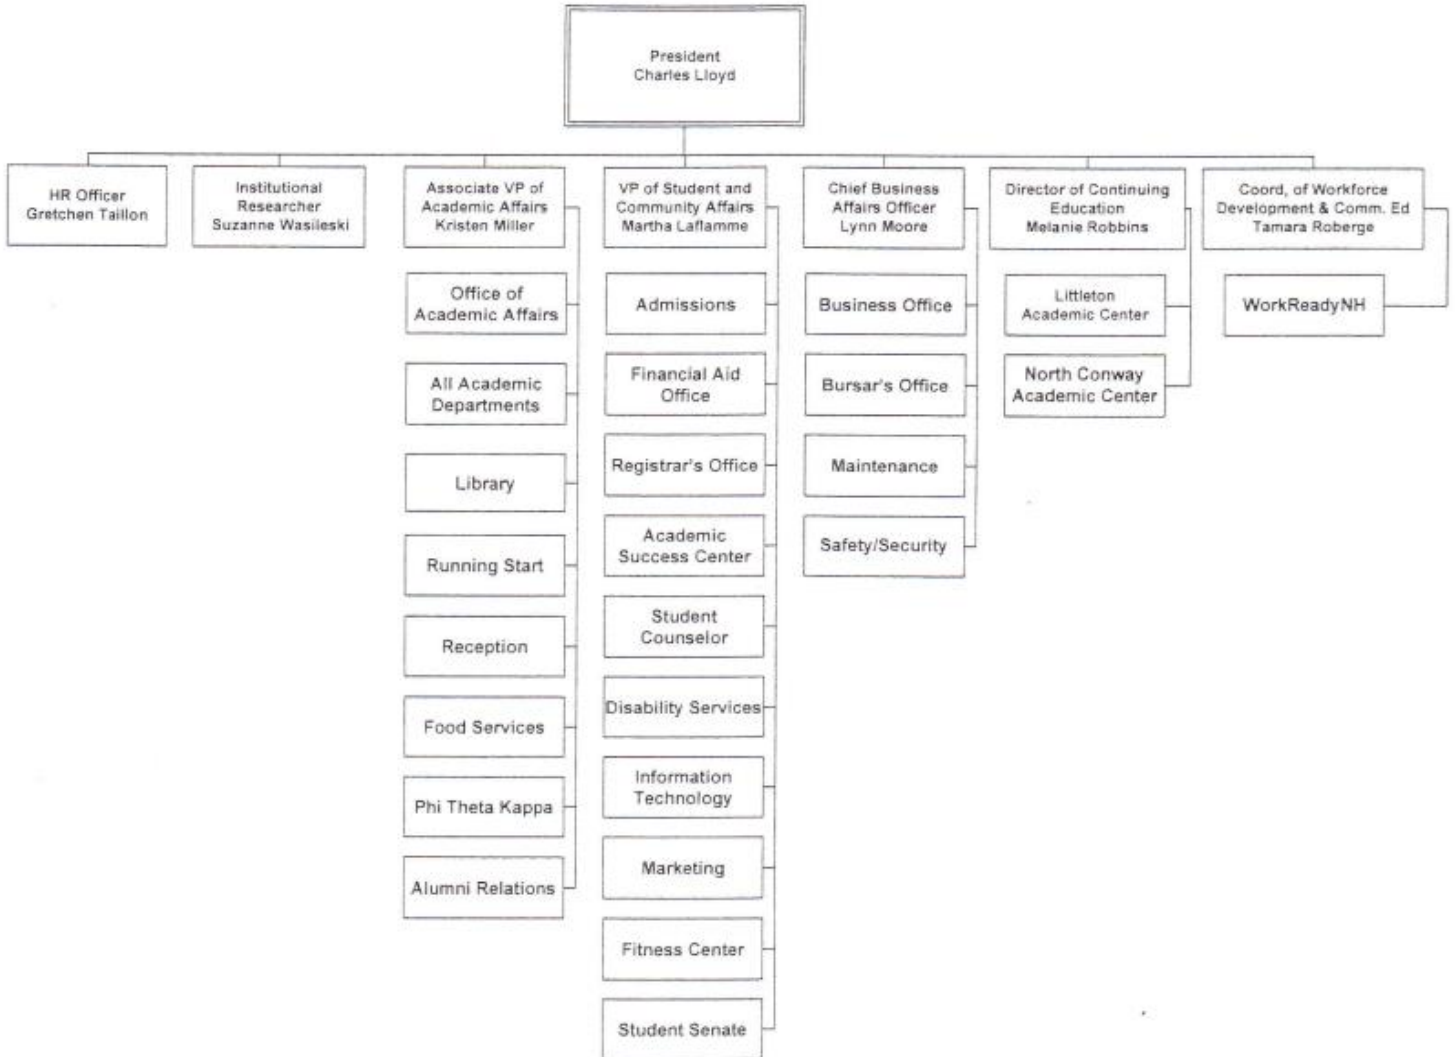 President
Charles Lloyd
HR Officer
Gretchen Taillon
Institutional
Researcher
Suzanne Wasileski
Associate VP of
Academic Affairs
Kristen Miller
VP of Student and
Community Affairs
Martha Laflamme
Chief Business
Affairs Officer
Lynn Moore
Director of Continuing
Education
Melanie Robbins
Coord, of Workforce
Development & Comm. Ed
Tamara Roberge
Office of
Academic Affairs
All Academic
Departments
Library
Running Start
Reception
Food Services
Phi Theta Kappa
Alumni Relations
Admissions
Financial Aid
Office
Registrar's Office
Academic
Success Center
Student
Counselor
Disability Services
Information
Technology
Marketing
Fitness Center
Student Senate
Business Office
Bursar's Office
Maintenance
Safety/Security
Littleton
Academic Center
North Conway
Academic Center
WorkReadyNH